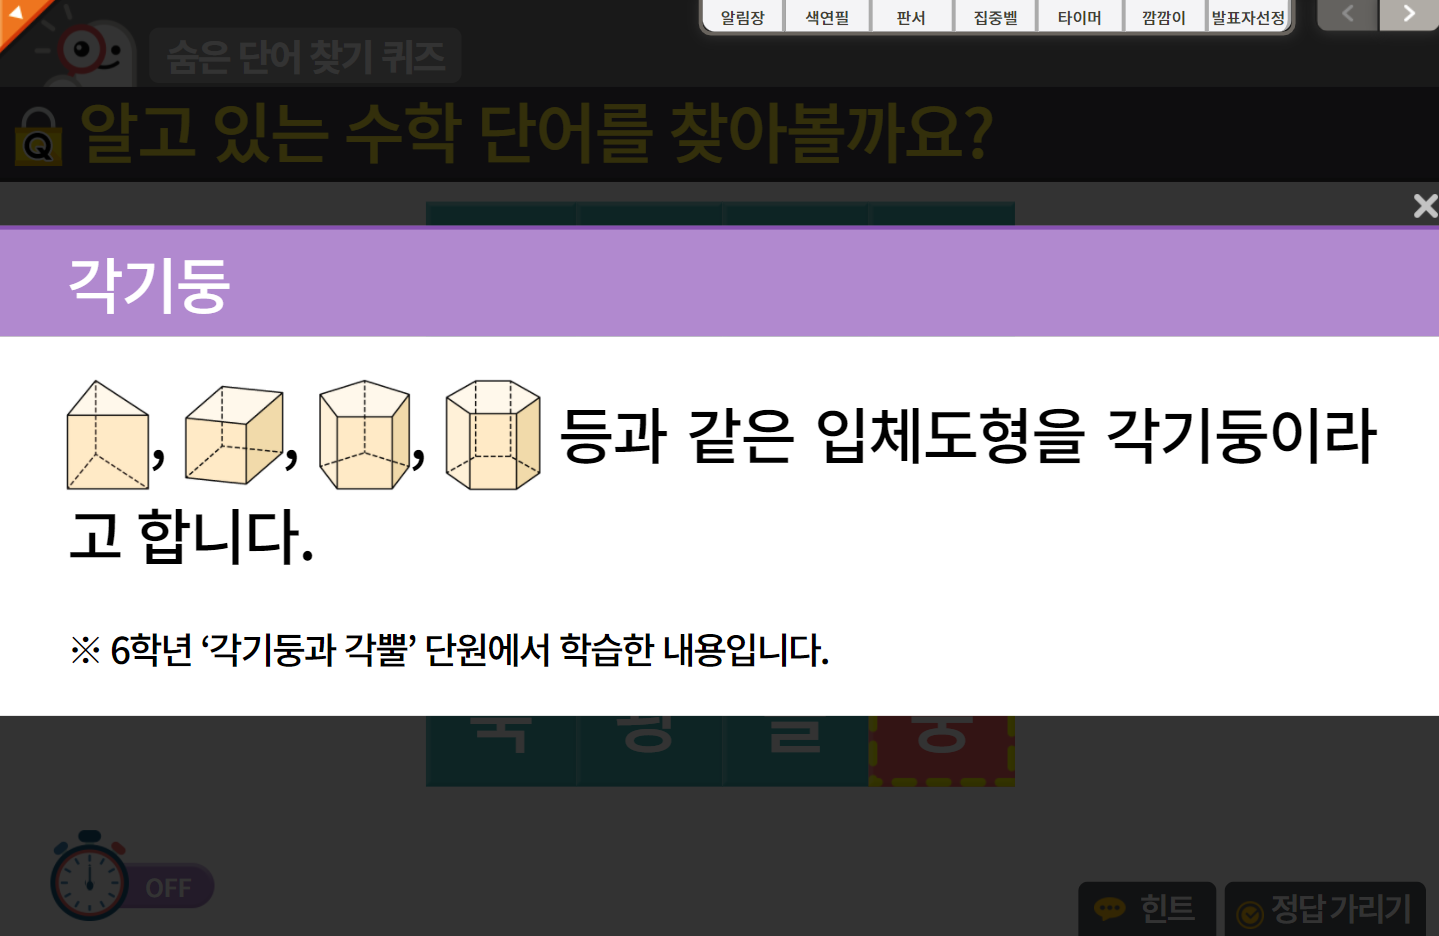 알림장 색연필 판서 집중벨 타이머 깜깜이 발표자선정
숨은 단어 찾기 퀴즈
Q 알고 있는 수학 단어를 찾아볼까요?
각기둥
, , , 등과 같은 입체도형을 각기둥이라
고 합니다.
※ 6학년 ‘각기둥과 각뿔’ 단원에서 학습한 내용입니다.
OFF
힌트 정답 가리기